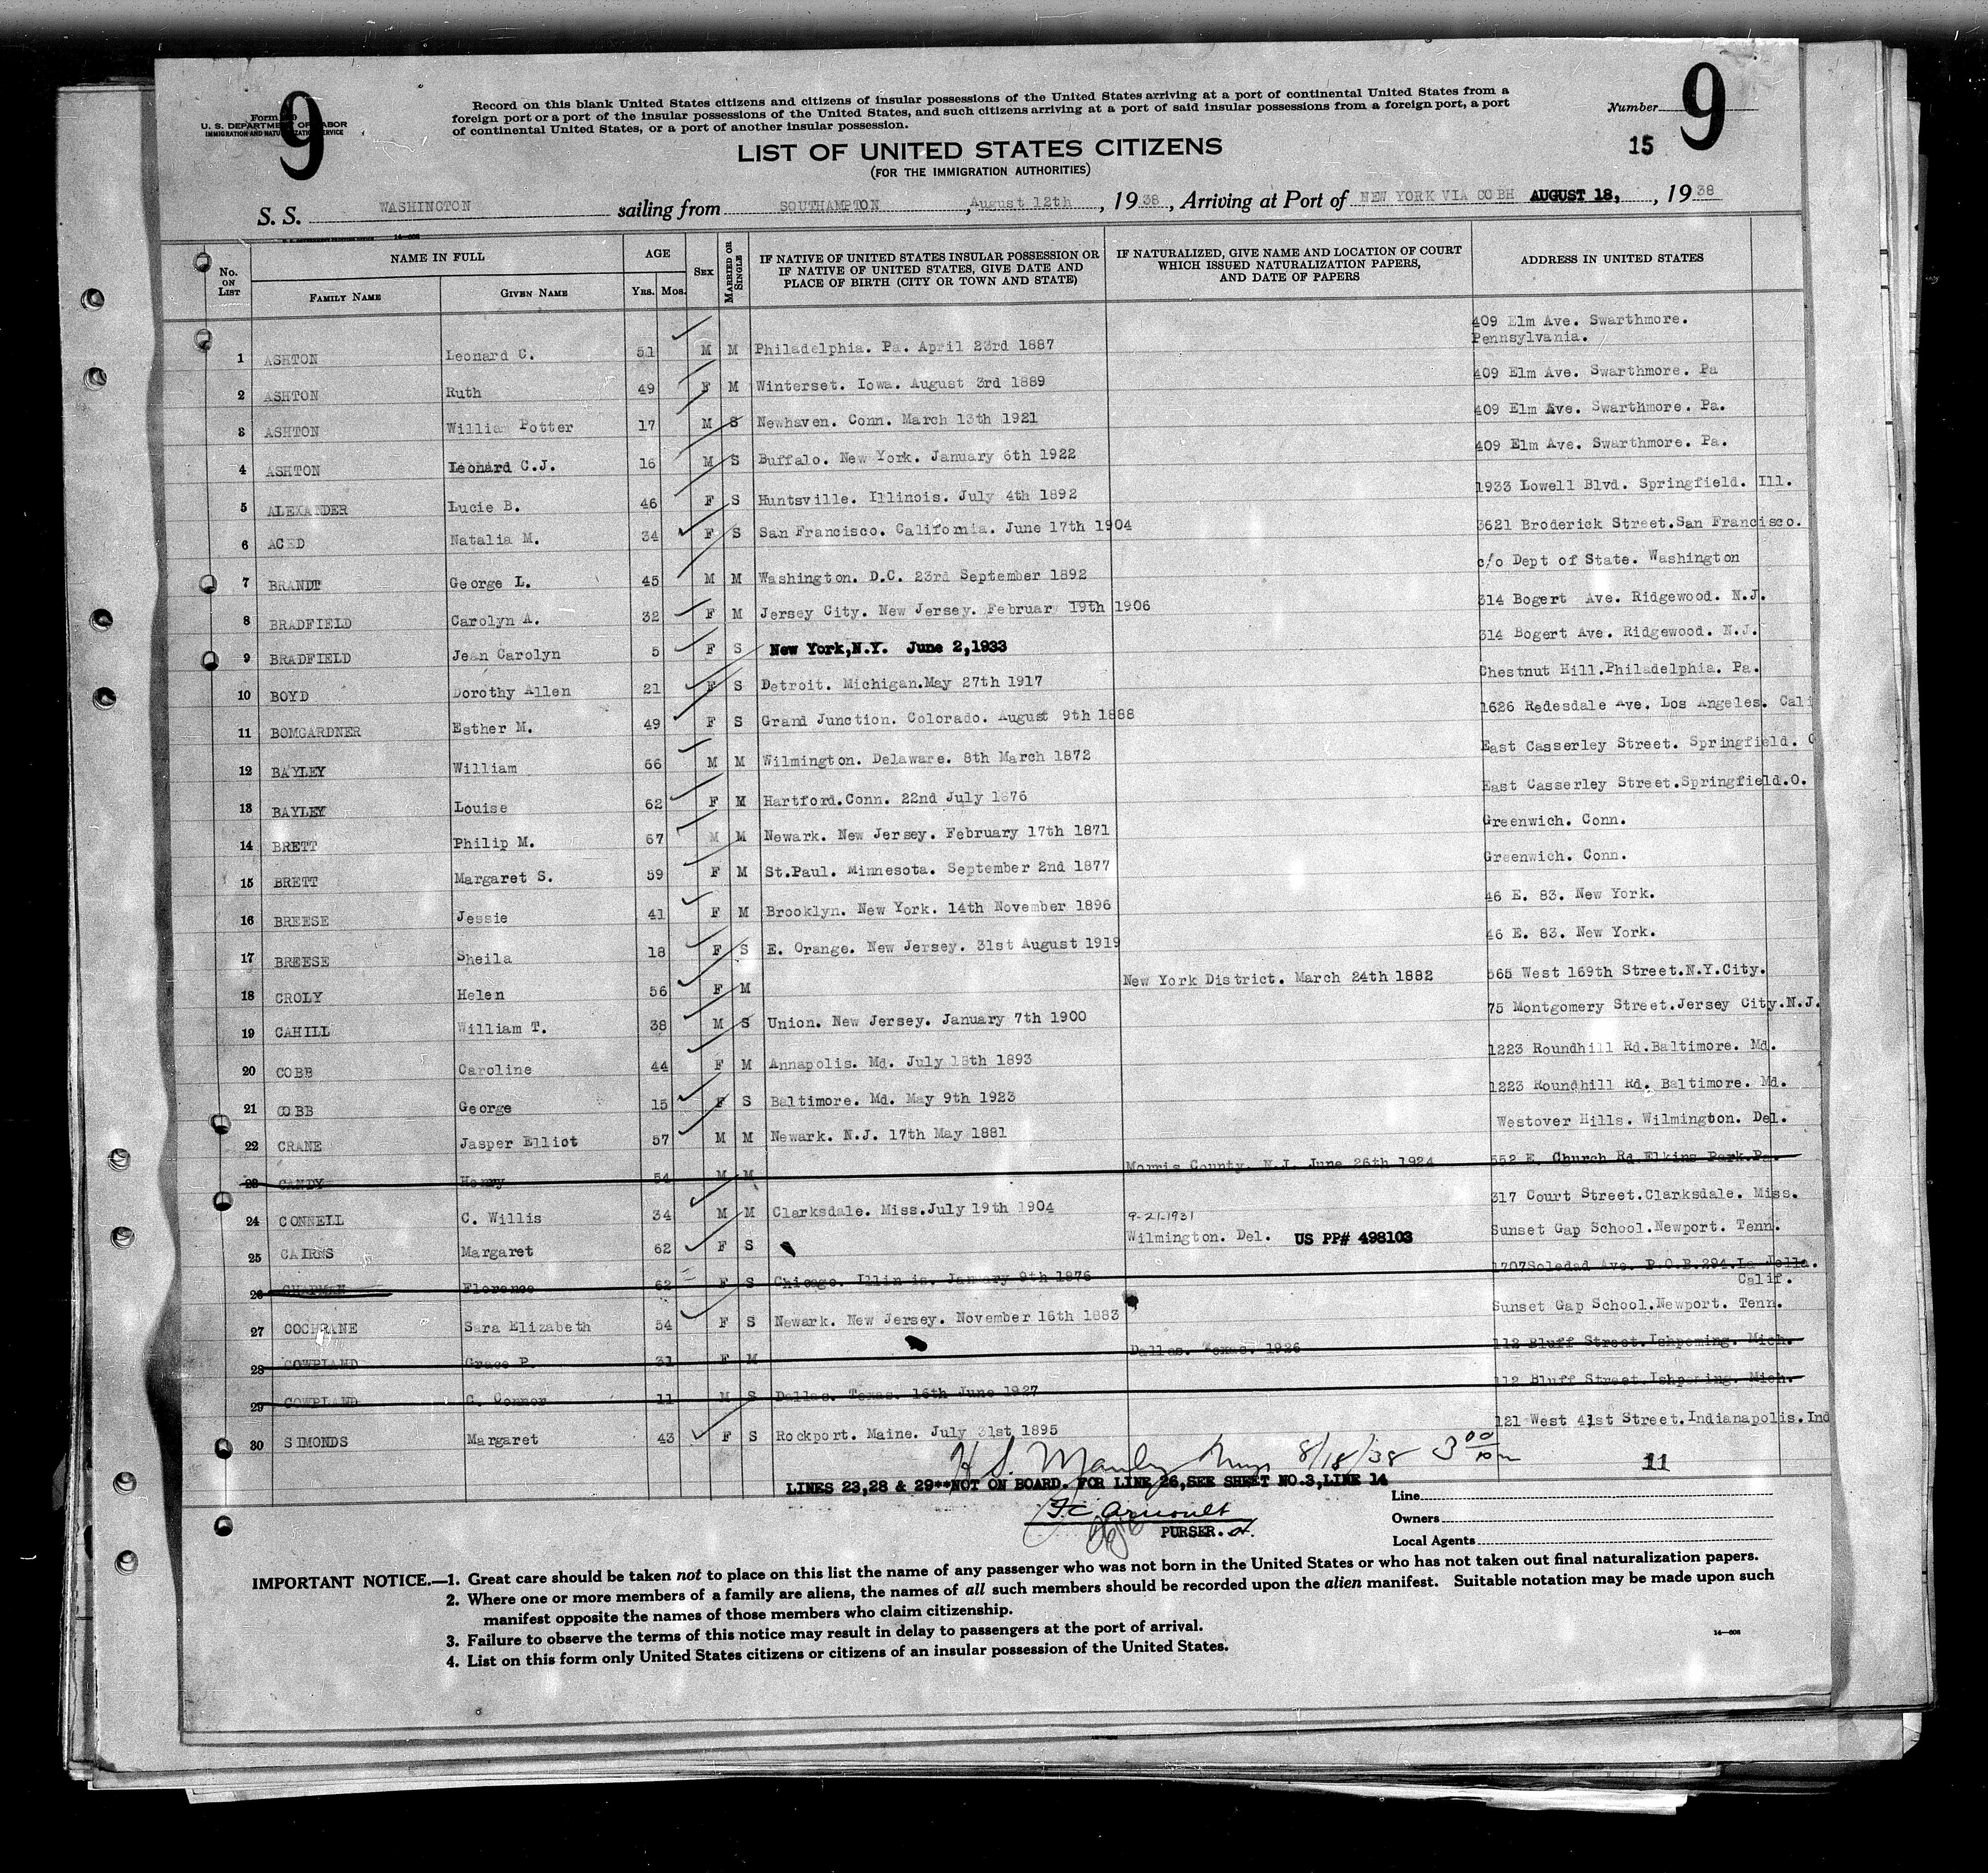 9
9
Form 630
U. S. DEPARTMENT OF LABOR
IMMIGRATION AND NATURALIZATION SERVICE
Record on this blank United States citizens and citizens of insular possessions of the United States arriving at a port of continental United States from a
foreign port or a port of the insular possessions of the United States, and such citizens arriving at a port of said insular possessions from a foreign port, a port
of continental United States, or a port of another insular possession.
Number
15
LIST OF UNITED STATES CITIZENS
(FOR THE IMMIGRATION AUTHORITIES)
S. S. WASHINGTON sailing from SOUTHAMPTON, August 12th, 1938, Arriving at Port of NEW YORK VIA COBH AUGUST 18, , 1938
No. ON LIST NAME IN FULL FAMILY NAME GIVEN NAME AGE Yrs. Mos. SEX MARRIED OR SINGLE IF NATIVE OF UNITED STATES INSULAR POSSESSION OR IF NATIVE OF UNITED STATES, GIVE DATE AND PLACE OF BIRTH (CITY OR TOWN AND STATE) IF NATURALIZED, GIVE NAME AND LOCATION OF COURT WHICH ISSUED NATURALIZATION PAPERS, AND DATE OF PAPERS ADDRESS IN UNITED STATES
1 ASHTON Leonard C. 51 M M Philadelphia. Pa. April 23rd 1887 409 Elm Ave. Swarthmore. Pennsylvania.
2 ASHTON Ruth 49 F M Winterset. Iowa. August 3rd 1889 409 Elm Ave. Swarthmore. Pa
3 ASHTON William Potter 17 M S Newhaven. Conn. March 13th 1921 409 Elm Ave. Swarthmore. Pa.
4 ASHTON Leonard C.J. 16 M S Buffalo. New York. January 6th 1922 409 Elm Ave. Swarthmore. Pa.
5 ALEXANDER Lucie B. 46 F S Huntsville. Illinois. July 4th 1892 1933 Lowell Blvd. Springfield. Ill.
6 ACED Natalia M. 34 F S San Francisco. California. June 17th 1904 3621 Broderick Street.San Francisco.
7 BRANDT George L. 45 M M Washington. D.C. 23rd September 1892 c/o Dept of State. Washington
8 BRADFIELD Carolyn A. 32 F M Jersey City. New Jersey. February 19th 1906 314 Bogert Ave. Ridgewood. N.J.
9 BRADFIELD Jean Carolyn 5 F S New York,N.Y. June 2,1933 314 Bogert Ave. Ridgewood. N.J.
10 BOYD Dorothy Allen 21 F S Detroit. Michigan.May 27th 1917 Chestnut Hill.Philadelphia. Pa.
11 BOMGARDNER Esther M. 49 F S Grand Junction. Colorado. August 9th 1888 1626 Redesdale Ave. Los Angeles. Cali
12 BAYLEY William 66 M M Wilmington. Delaware. 8th March 1872 East Casserley Street. Springfield. O
13 BAYLEY Louise 62 F M Hartford.Conn. 22nd July 1876 East Casserley Street.Springfield.O.
14 BRETT Philip M. 67 M M Newark. New Jersey. February 17th 1871 Greenwich. Conn.
15 BRETT Margaret S. 59 F M St.Paul. Minnesota. September 2nd 1877 Greenwich. Conn.
16 BREESE Jessie 41 F M Brooklyn. New York. 14th November 1896 46 E. 83. New York.
17 BREESE Sheila 18 F S E. Orange. New Jersey. 31st August 1919 46 E. 83. New York.
18 CROLY Helen 56 F M New York District. March 24th 1882 565 West 169th Street.N.Y.City.
19 CAHILL William T. 38 M S Union. New Jersey. January 7th 1900 75 Montgomery Street.Jersey City.N.J.
20 COBB Caroline 44 F M Annapolis. Md. July 18th 1893 1223 Roundhill Rd.Baltimore. Md.
21 COBB George 15 F S Baltimore. Md. May 9th 1923 1223 Roundhill Rd. Baltimore. Md.
22 CRANE Jasper Elliot 57 M M Newark. N.J. 17th May 1881 Westover Hills. Wilmington. Del.
23 CANDY Henry 54 M M Morris County. N.J. June 26th 1924 552 E. Church Rd.Elkins Park.Pa.
24 CONNELL C. Willis 34 M M Clarksdale. Miss.July 19th 1904 317 Court Street.Clarksdale. Miss.
25 CAIRNS Margaret 62 F S 9-21-1931 Wilmington. Del. US PP# 498103 Sunset Gap School.Newport. Tenn.
26 CHAPMAN Florence 62 F S Chicago. Illin is. January 9th 1876 1707Soledad Ave. P.O.B.294.La Jolla. Calif.
27 COCHRANE Sara Elizabeth 54 F S Newark. New Jersey. November 16th 1883 Sunset Gap School.Newport. Tenn.
28 COWPLAND Grace P. 31 F M Dallas. Texas. 1926 112 Bluff Street.Ishpeming. Mich.
29 COWPLAND C. Connor 11 M S Dallas. Texas. 16th June 1927 112 Bluff Street.Ishpeming. Mich.
30 SIMONDS Margaret 43 F S Rockport. Maine. July 31st 1895 121 West 41st Street.Indianapolis.Ind
H S. Manley 8/18/38 3 00 pm
11
LINES 23,28 & 29**NOT ON BOARD. FOR LINE 26,SEE SHEET NO.3,LINE 14
F.C. Arnoult
PURSER.
Line
Owners
Local Agents
IMPORTANT NOTICE.—1. Great care should be taken not to place on this list the name of any passenger who was not born in the United States or who has not taken out final naturalization papers.
2. Where one or more members of a family are aliens, the names of all such members should be recorded upon the alien manifest. Suitable notation may be made upon such
manifest opposite the names of those members who claim citizenship.
3. Failure to observe the terms of this notice may result in delay to passengers at the port of arrival.
4. List on this form only United States citizens or citizens of an insular possession of the United States.
14—608